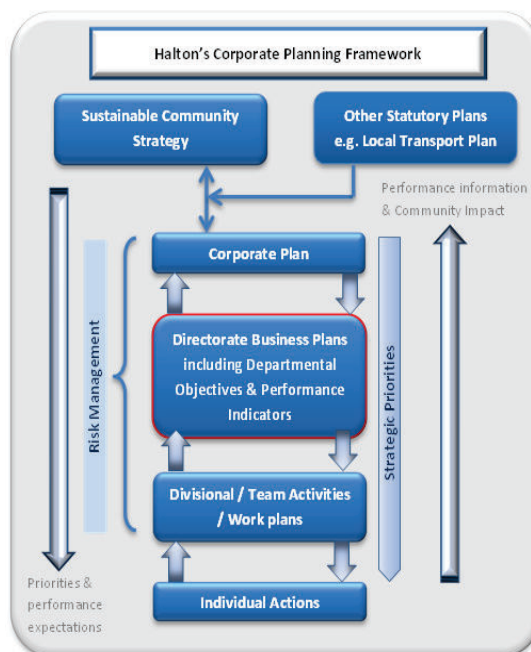 Halton's Corporate Planning Framework
Sustainable Community
Strategy
Other Statutory Plans
e.g. Local Transport Plan
Performance information
& Community Impact
Corporate Plan
Directorate Business Plans
including Departmental
Objectives & Performance
Indicators
Risk Management
Strategic Priorities
Divisional / Team Activities
/ Work plans
Priorities &
performance
expectations
Individual Actions